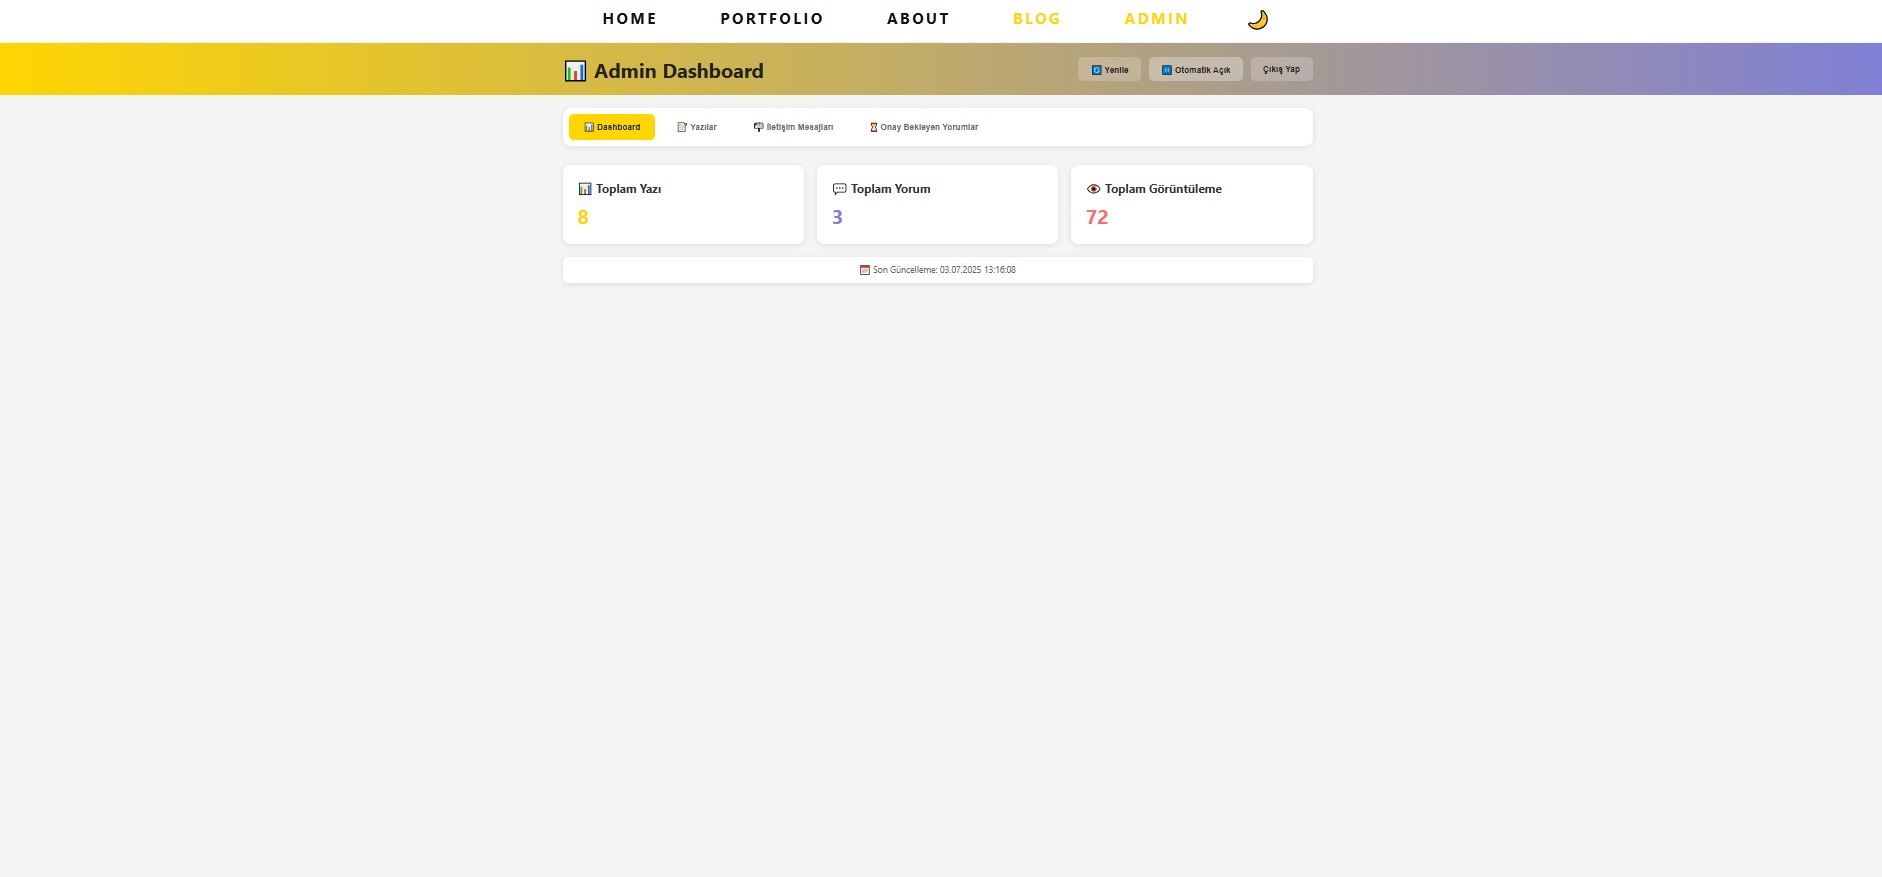 HOME PORTFOLIO ABOUT BLOG ADMIN
Admin Dashboard
Yenile Otomatik Açık Çıkış Yap
Dashboard Yazılar İletişim Mesajları Onay Bekleyen Yorumlar
Toplam Yazı
8
Toplam Yorum
3
Toplam Görüntüleme
72
Son Güncelleme: 03.07.2025 13:16:08